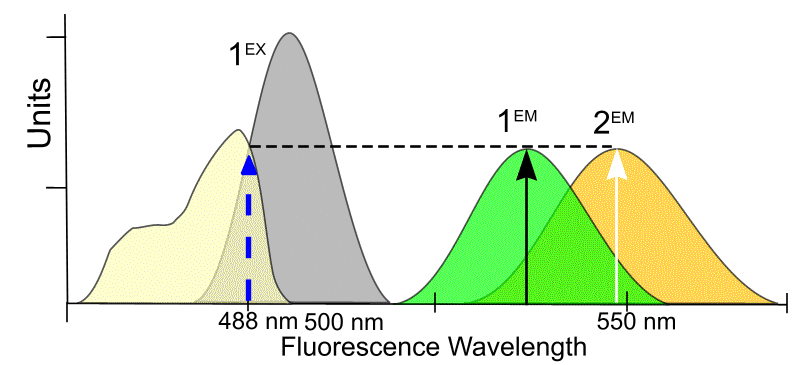 1EX
1EM
2EM
Units
488 nm
500 nm
550 nm
Fluorescence Wavelength